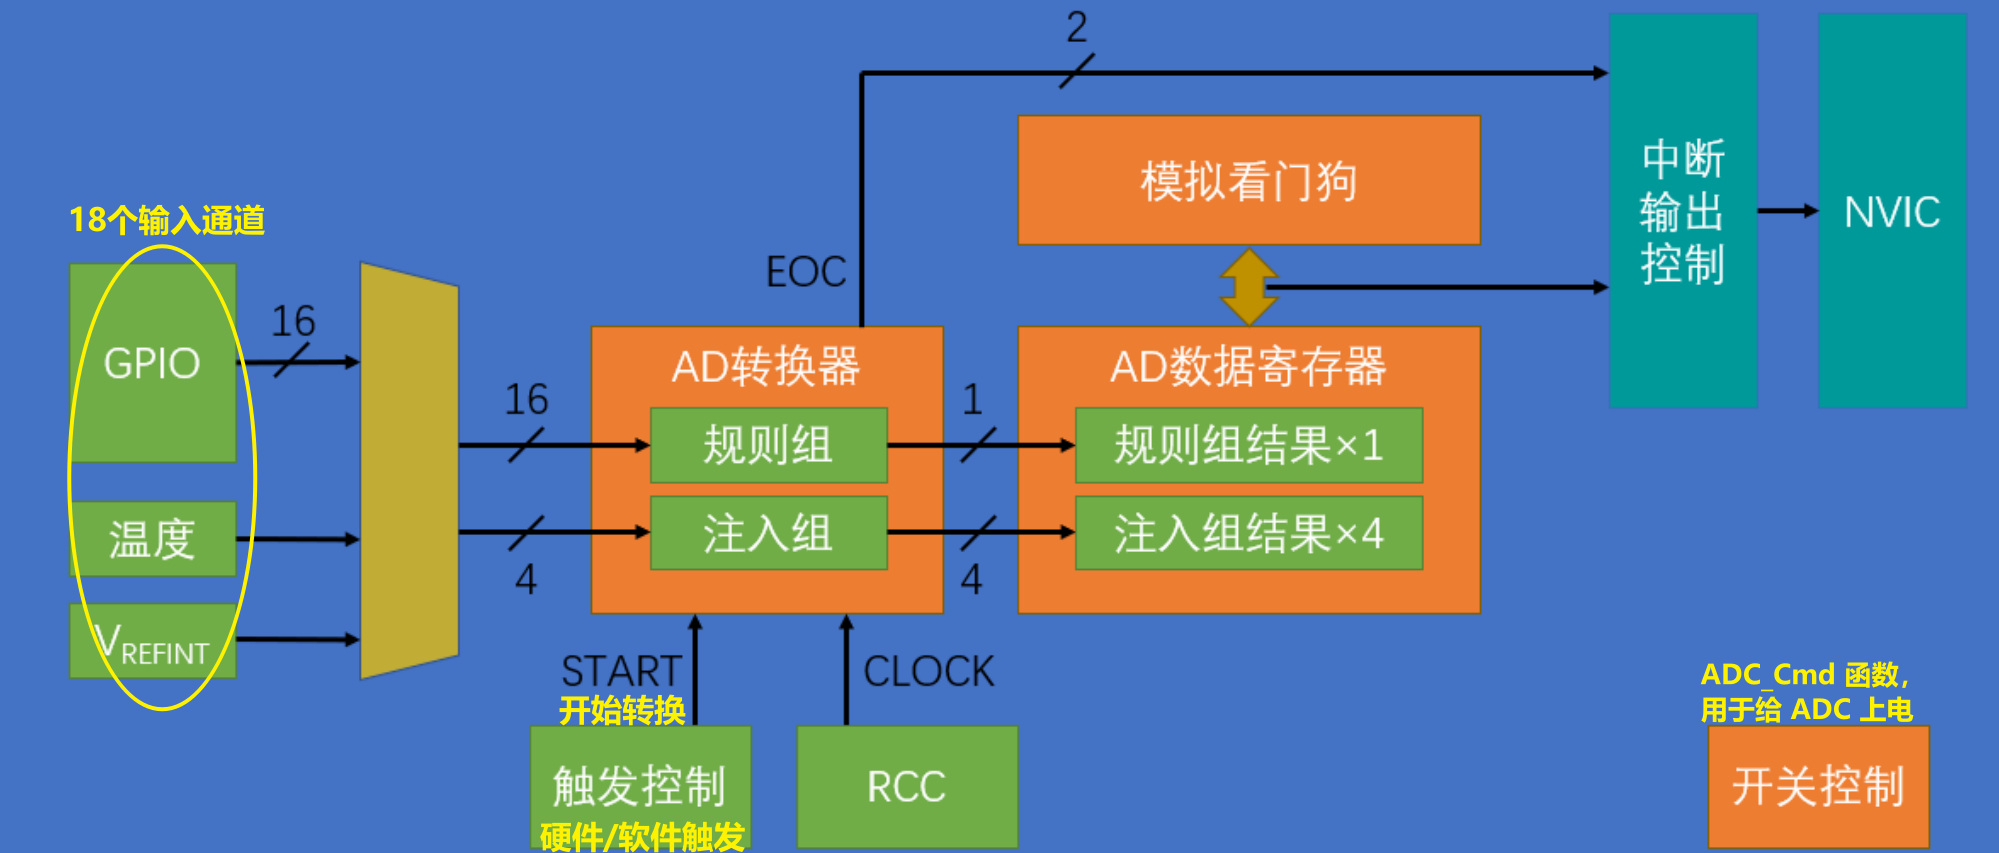 2
18个输入通道
GPIO
16
温度
VREFINT
16
4
EOC
AD转换器
规则组
注入组
1
4
模拟看门狗
AD数据寄存器
规则组结果×1
注入组结果×4
中断
输出
控制
NVIC
START
开始转换
CLOCK
触发控制
硬件/软件触发
RCC
ADC_Cmd 函数,
用于给 ADC 上电
开关控制